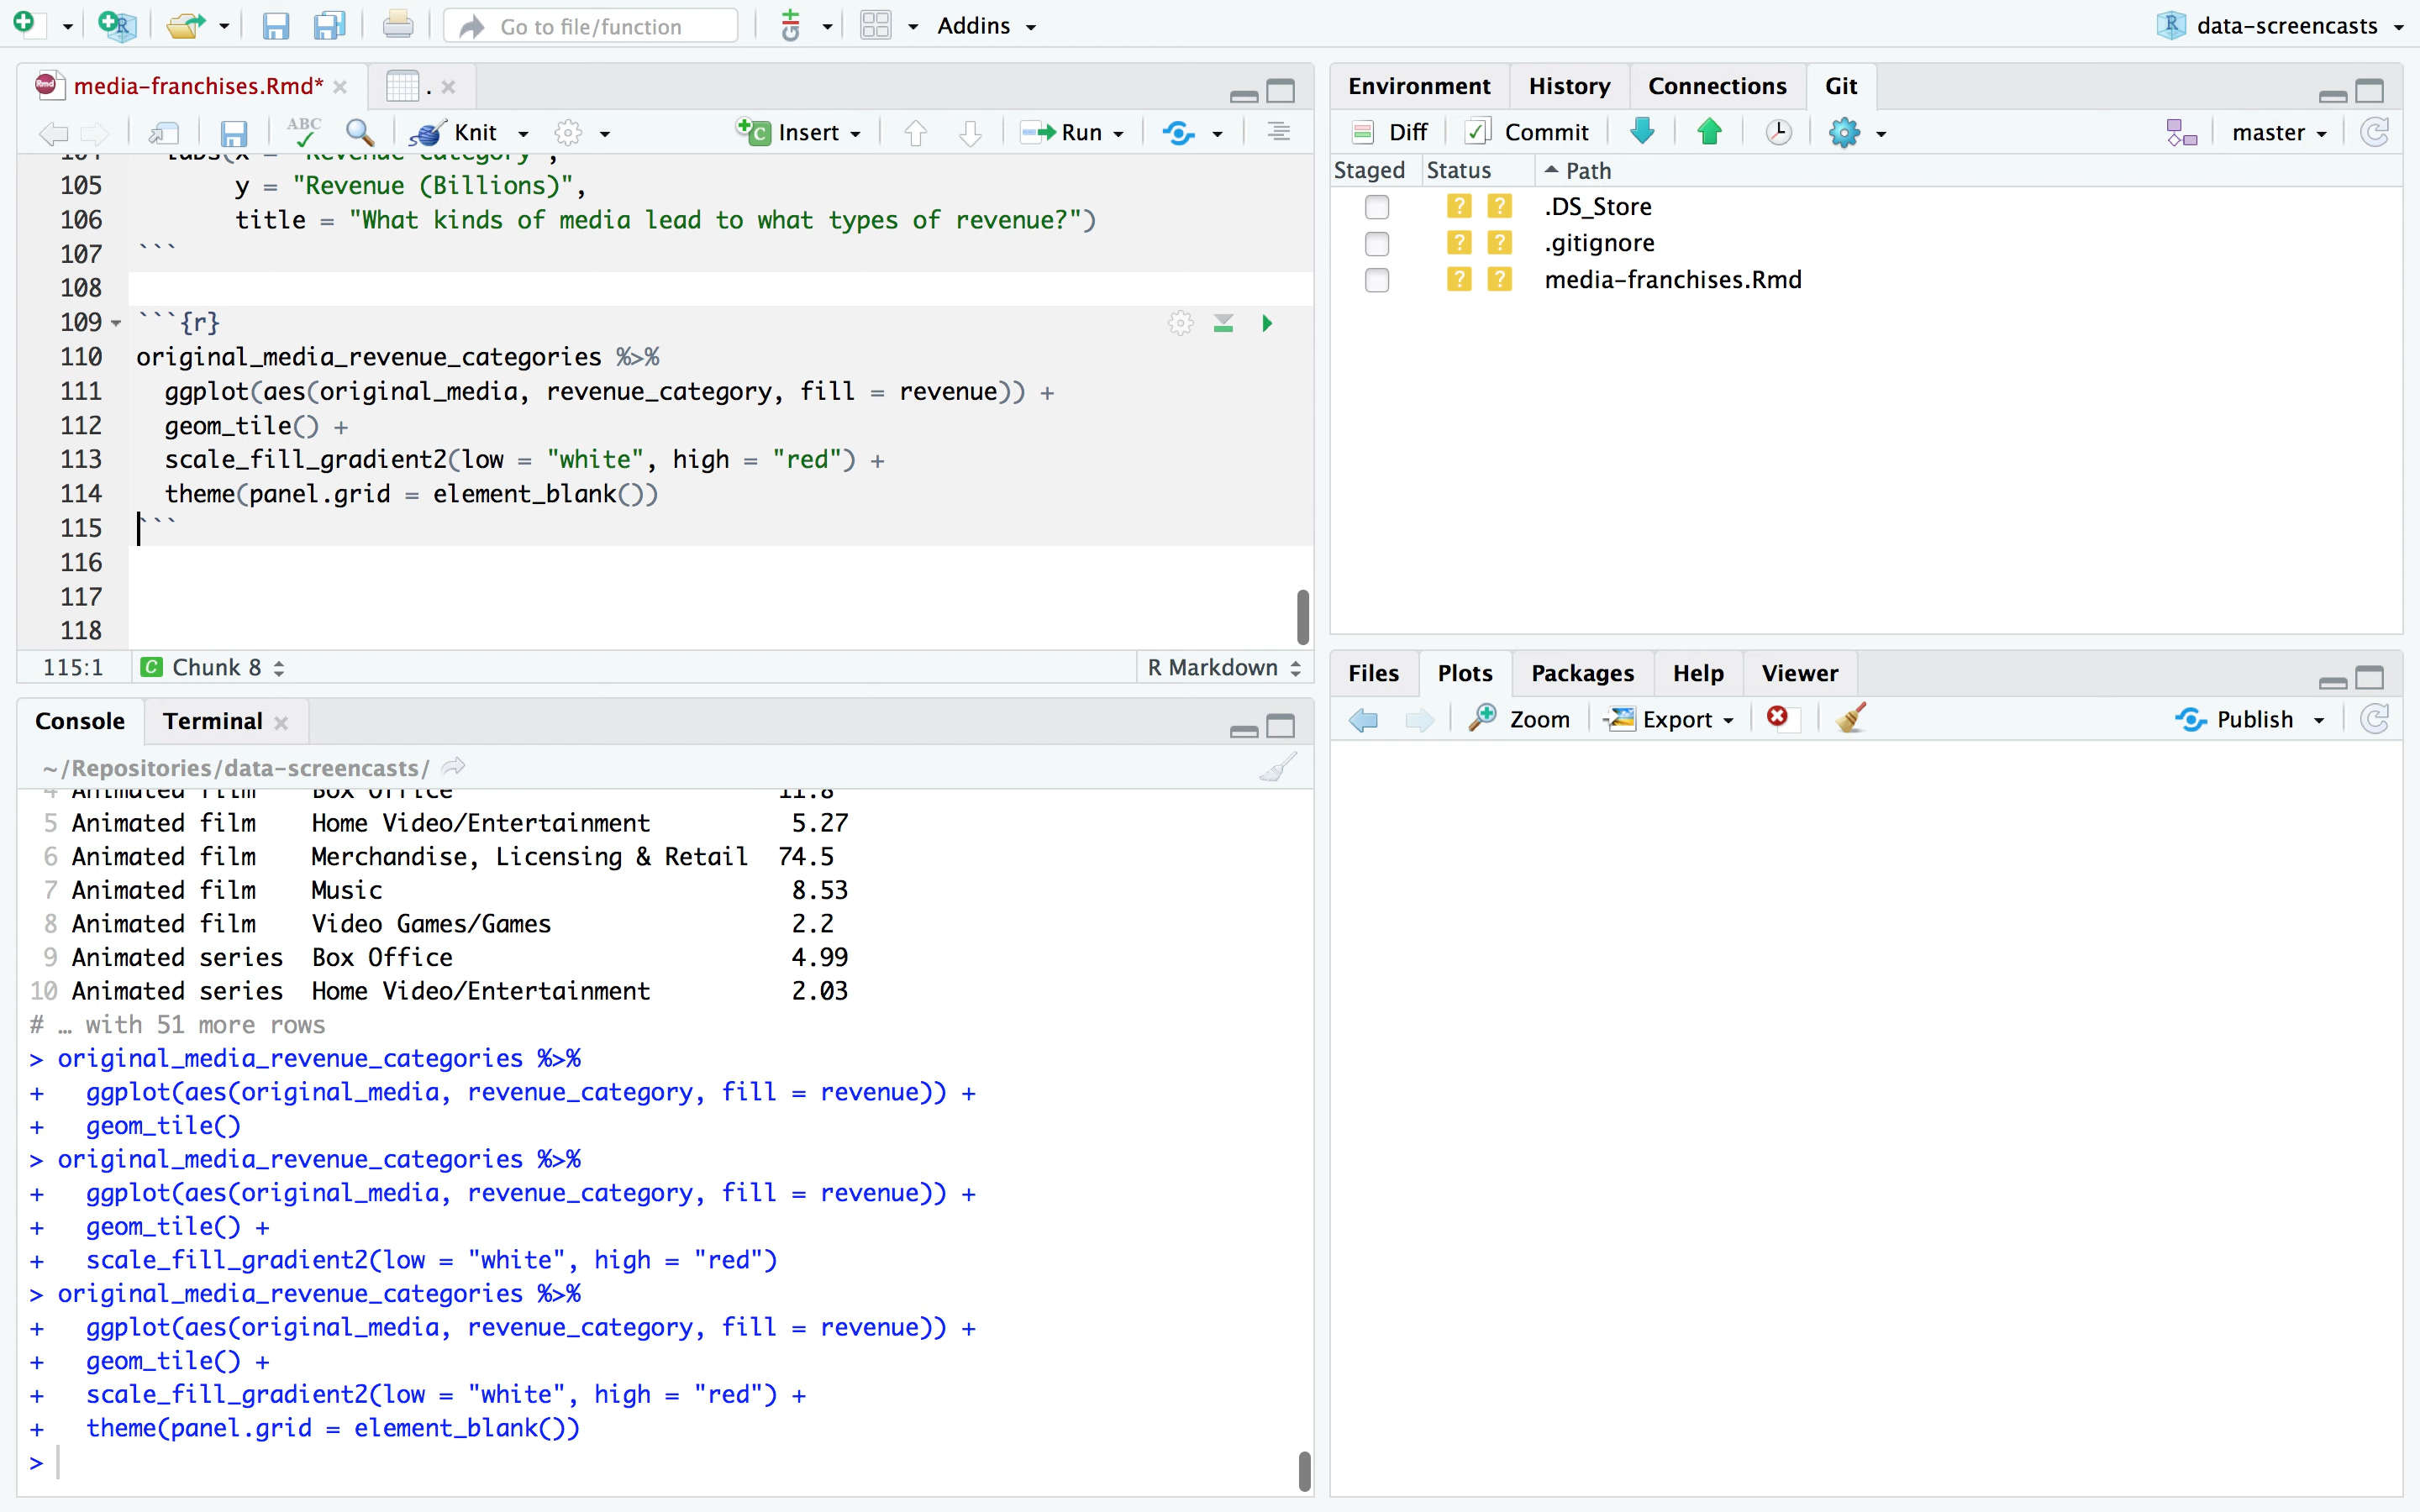 Go to file/function
Addins
data-screencasts
media-franchises.Rmd*
.
ABC
Knit
Insert
Run
105 y = "Revenue (Billions)",
106 title = "What kinds of media lead to what types of revenue?")
107 ```
108
109 ```{r}
110 original_media_revenue_categories %>%
111 ggplot(aes(original_media, revenue_category, fill = revenue)) +
112 geom_tile() +
113 scale_fill_gradient2(low = "white", high = "red") +
114 theme(panel.grid = element_blank())
115 ```
116
117
118
115:1 C Chunk 8 R Markdown
Console Terminal
~/Repositories/data-screencasts/
4 Animated film Box Office 11.8
5 Animated film Home Video/Entertainment 5.27
6 Animated film Merchandise, Licensing & Retail 74.5
7 Animated film Music 8.53
8 Animated film Video Games/Games 2.2
9 Animated series Box Office 4.99
10 Animated series Home Video/Entertainment 2.03
# … with 51 more rows
> original_media_revenue_categories %>%
+ ggplot(aes(original_media, revenue_category, fill = revenue)) +
+ geom_tile()
> original_media_revenue_categories %>%
+ ggplot(aes(original_media, revenue_category, fill = revenue)) +
+ geom_tile() +
+ scale_fill_gradient2(low = "white", high = "red")
> original_media_revenue_categories %>%
+ ggplot(aes(original_media, revenue_category, fill = revenue)) +
+ geom_tile() +
+ scale_fill_gradient2(low = "white", high = "red") +
+ theme(panel.grid = element_blank())
>
Environment History Connections Git
Diff Commit master
Staged Status Path
? ? .DS_Store
? ? .gitignore
? ? media-franchises.Rmd
Files Plots Packages Help Viewer
Zoom Export Publish